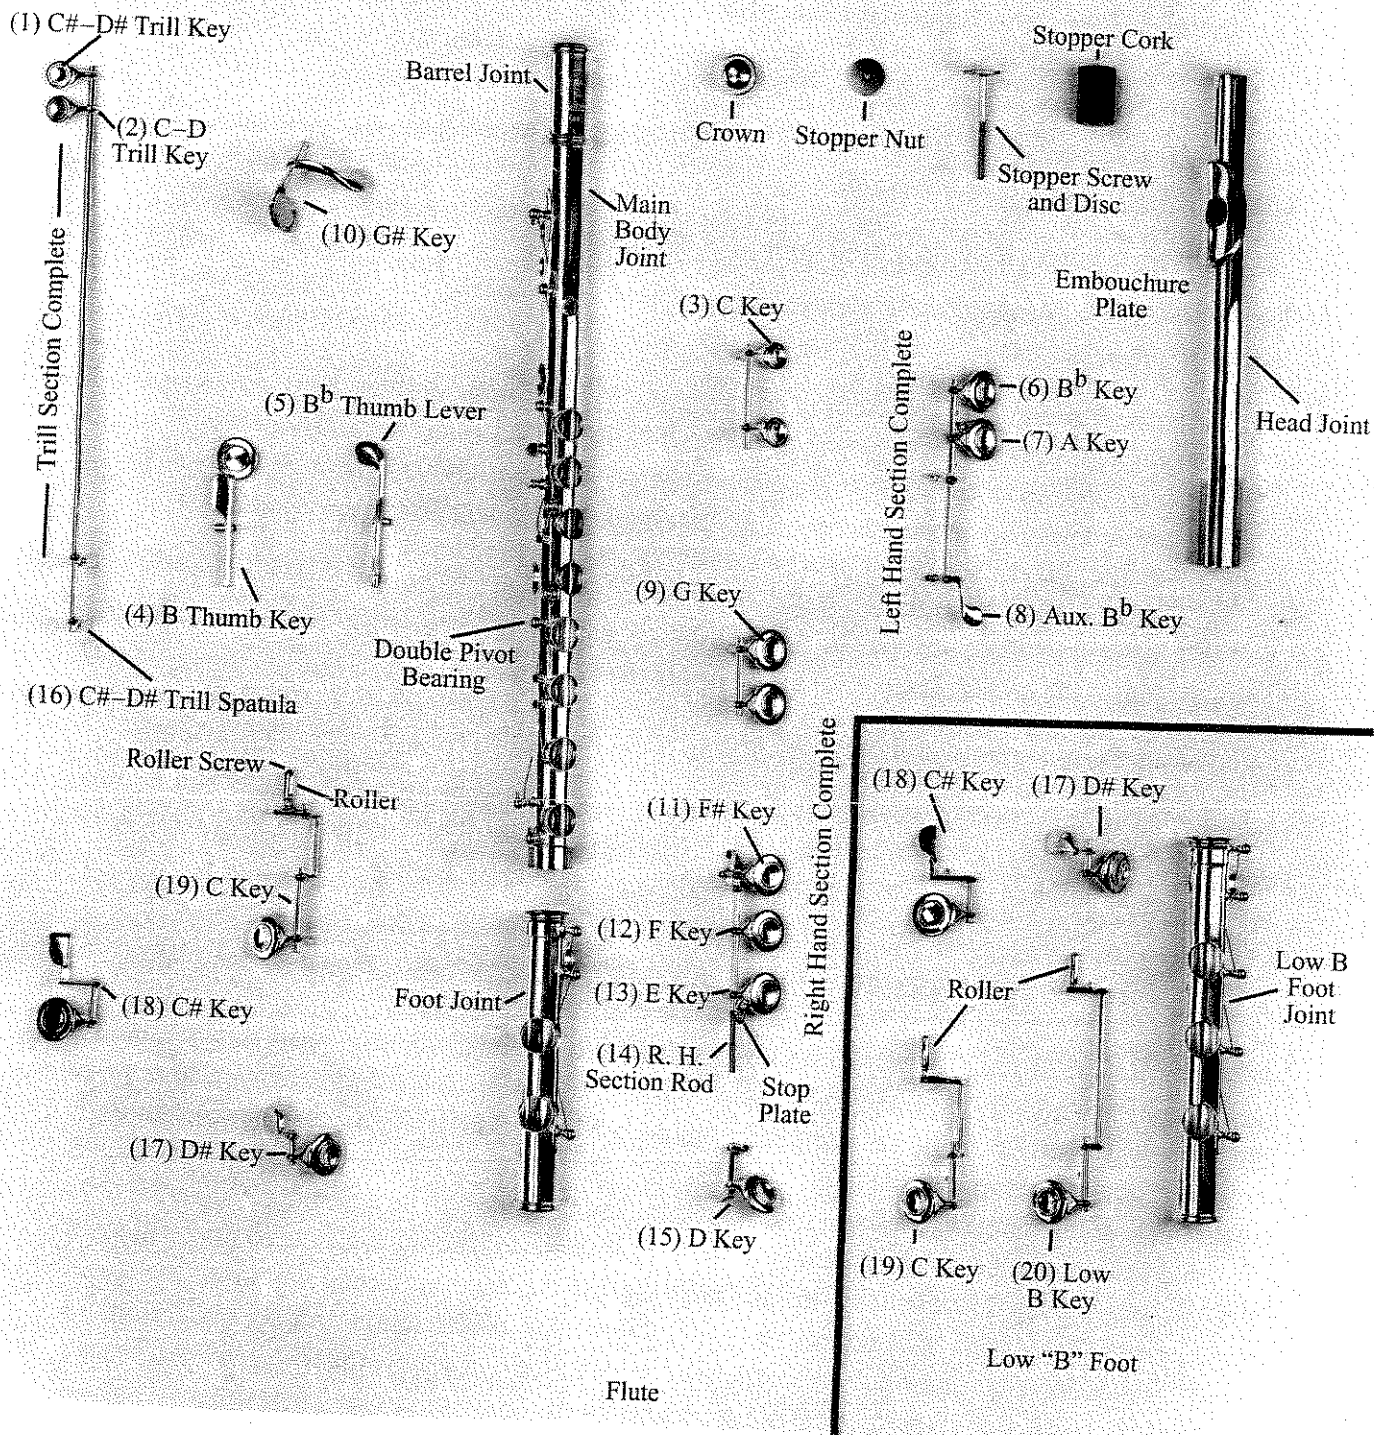 (1) C#–D# Trill Key
(2) C–D
Trill Key
Trill Section Complete
(10) G# Key
Barrel Joint
Main
Body
Joint
Crown
Stopper Nut
Stopper Cork
Stopper Screw
and Disc
Embouchure
Plate
Head Joint
(3) C Key
Left Hand Section Complete
(6) Bb Key
(7) A Key
(8) Aux. Bb Key
(5) Bb Thumb Lever
(4) B Thumb Key
(16) C#–D# Trill Spatula
Double Pivot
Bearing
(9) G Key
Roller Screw
Roller
(19) C Key
(18) C# Key
(17) D# Key
Foot Joint
Right Hand Section Complete
(11) F# Key
(12) F Key
(13) E Key
(14) R. H.
Section Rod
Stop
Plate
(15) D Key
(18) C# Key
(17) D# Key
Roller
Low B
Foot
Joint
(19) C Key
(20) Low
B Key
Low “B” Foot
Flute